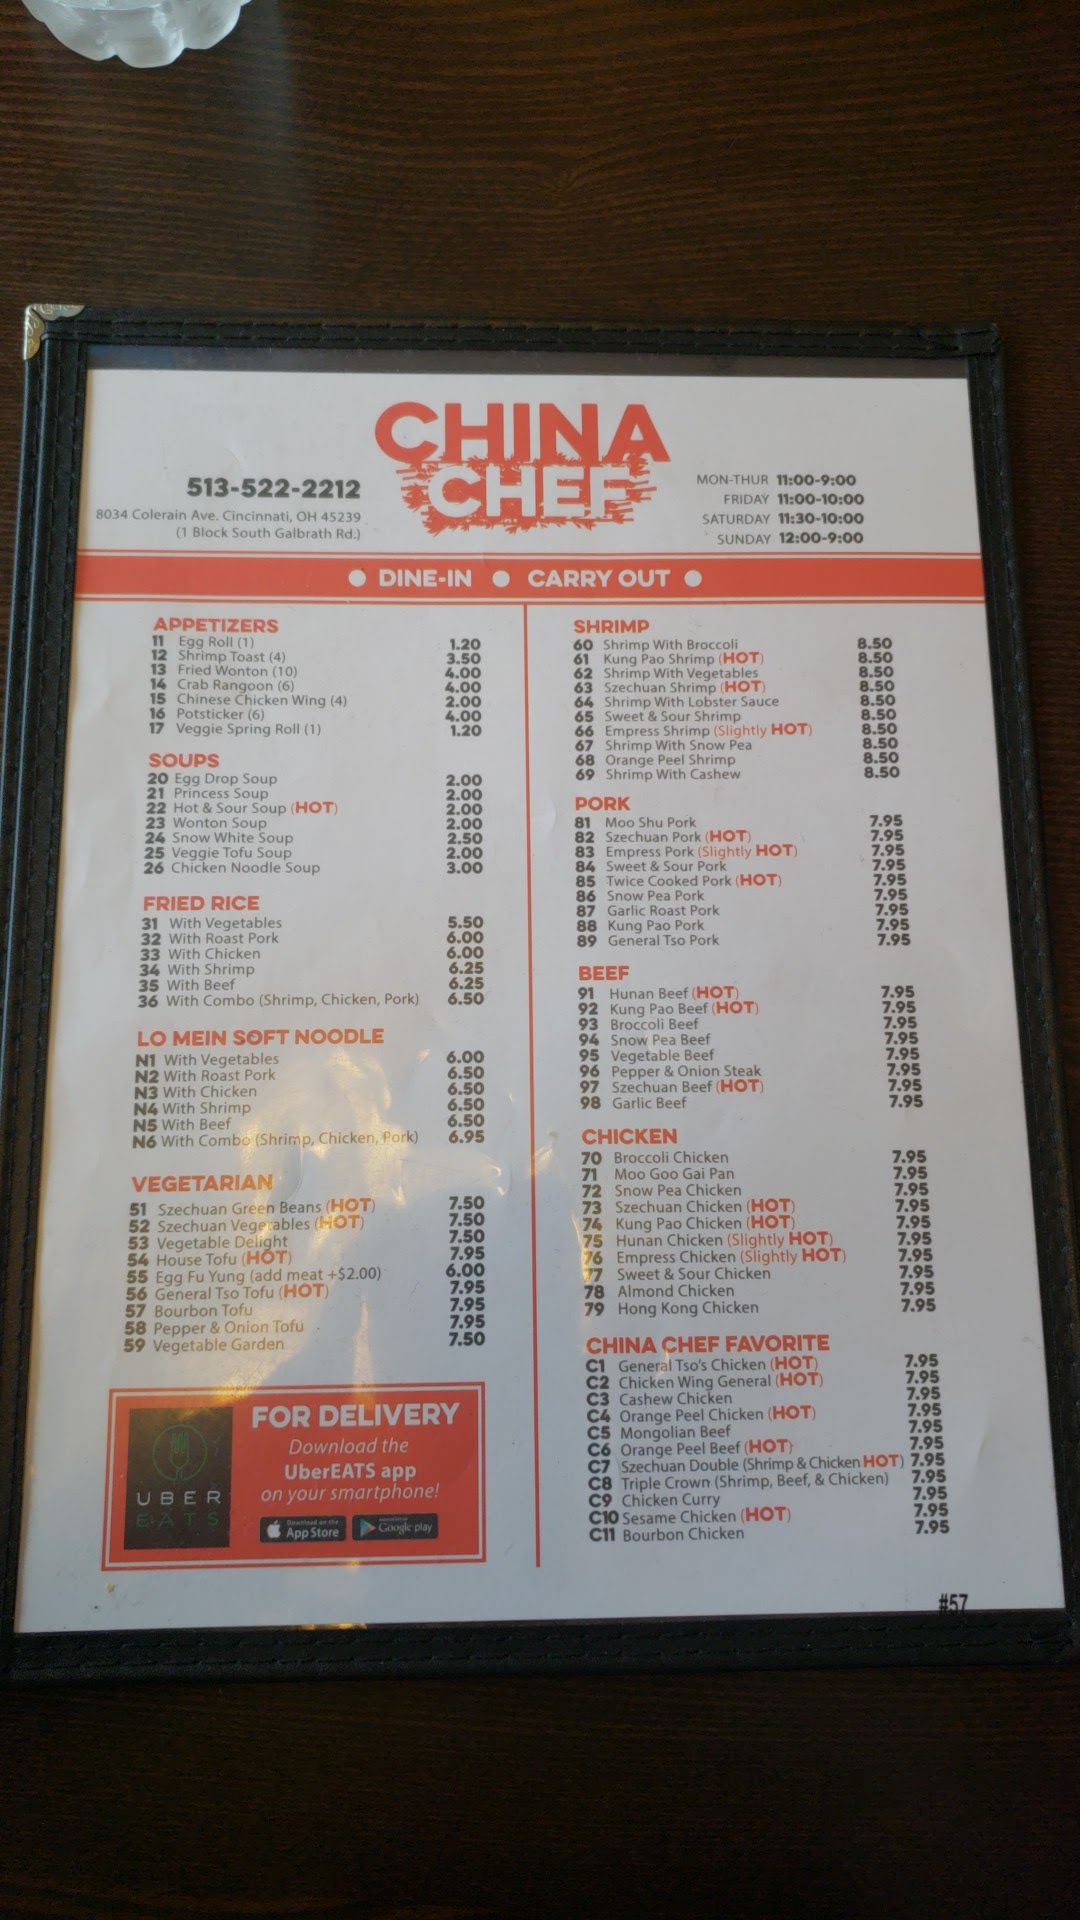 CHINA
CHEF
513-522-2212
8034 Colerain Ave. Cincinnati, OH 45239
(1 Block South Galbrath Rd.)
MON-THUR 11:00-9:00
FRIDAY 11:00-10:00
SATURDAY 11:30-10:00
SUNDAY 12:00-9:00
DINE-IN ● CARRY OUT
APPETIZERS
11 Egg Roll (1) 1.20
12 Shrimp Toast (4) 3.50
13 Fried Wonton (10) 4.00
14 Crab Rangoon (6) 4.00
15 Chinese Chicken Wing (4) 2.00
16 Potsticker (6) 4.00
17 Veggie Spring Roll (1) 1.20
SOUPS
20 Egg Drop Soup 2.00
21 Princess Soup 2.00
22 Hot & Sour Soup (HOT) 2.00
23 Wonton Soup 2.00
24 Snow White Soup 2.50
25 Veggie Tofu Soup 2.00
26 Chicken Noodle Soup 3.00
FRIED RICE
31 With Vegetables 5.50
32 With Roast Pork 6.00
33 With Chicken 6.00
34 With Shrimp 6.25
35 With Beef 6.25
36 With Combo (Shrimp, Chicken, Pork) 6.50
LO MEIN SOFT NOODLE
N1 With Vegetables 6.00
N2 With Roast Pork 6.50
N3 With Chicken 6.50
N4 With Shrimp 6.50
N5 With Beef 6.50
N6 With Combo (Shrimp, Chicken, Pork) 6.95
VEGETARIAN
51 Szechuan Green Beans (HOT) 7.50
52 Szechuan Vegetables (HOT) 7.50
53 Vegetable Delight 7.50
54 House Tofu (HOT) 7.95
55 Egg Fu Yung (add meat +$2.00) 6.00
56 General Tso Tofu (HOT) 7.95
57 Bourbon Tofu 7.95
58 Pepper & Onion Tofu 7.95
59 Vegetable Garden 7.50
UBER
EATS
FOR DELIVERY
Download the
UberEATS app
on your smartphone!
Download on the
App Store
Google play
SHRIMP
60 Shrimp With Broccoli 8.50
61 Kung Pao Shrimp (HOT) 8.50
62 Shrimp With Vegetables 8.50
63 Szechuan Shrimp (HOT) 8.50
64 Shrimp With Lobster Sauce 8.50
65 Sweet & Sour Shrimp 8.50
66 Empress Shrimp (Slightly HOT) 8.50
67 Shrimp With Snow Pea 8.50
68 Orange Peel Shrimp 8.50
69 Shrimp With Cashew 8.50
PORK
81 Moo Shu Pork 7.95
82 Szechuan Pork (HOT) 7.95
83 Empress Pork (Slightly HOT) 7.95
84 Sweet & Sour Pork 7.95
85 Twice Cooked Pork (HOT) 7.95
86 Snow Pea Pork 7.95
87 Garlic Roast Pork 7.95
88 Kung Pao Pork 7.95
89 General Tso Pork 7.95
BEEF
91 Hunan Beef (HOT) 7.95
92 Kung Pao Beef (HOT) 7.95
93 Broccoli Beef 7.95
94 Snow Pea Beef 7.95
95 Vegetable Beef 7.95
96 Pepper & Onion Steak 7.95
97 Szechuan Beef (HOT) 7.95
98 Garlic Beef 7.95
CHICKEN
70 Broccoli Chicken 7.95
71 Moo Goo Gai Pan 7.95
72 Snow Pea Chicken 7.95
73 Szechuan Chicken (HOT) 7.95
74 Kung Pao Chicken (HOT) 7.95
75 Hunan Chicken (Slightly HOT) 7.95
76 Empress Chicken (Slightly HOT) 7.95
77 Sweet & Sour Chicken 7.95
78 Almond Chicken 7.95
79 Hong Kong Chicken 7.95
CHINA CHEF FAVORITE
C1 General Tso's Chicken (HOT) 7.95
C2 Chicken Wing General (HOT) 7.95
C3 Cashew Chicken 7.95
C4 Orange Peel Chicken (HOT) 7.95
C5 Mongolian Beef 7.95
C6 Orange Peel Beef (HOT) 7.95
C7 Szechuan Double (Shrimp & Chicken HOT) 7.95
C8 Triple Crown (Shrimp, Beef, & Chicken) 7.95
C9 Chicken Curry 7.95
C10 Sesame Chicken (HOT) 7.95
C11 Bourbon Chicken 7.95
#57